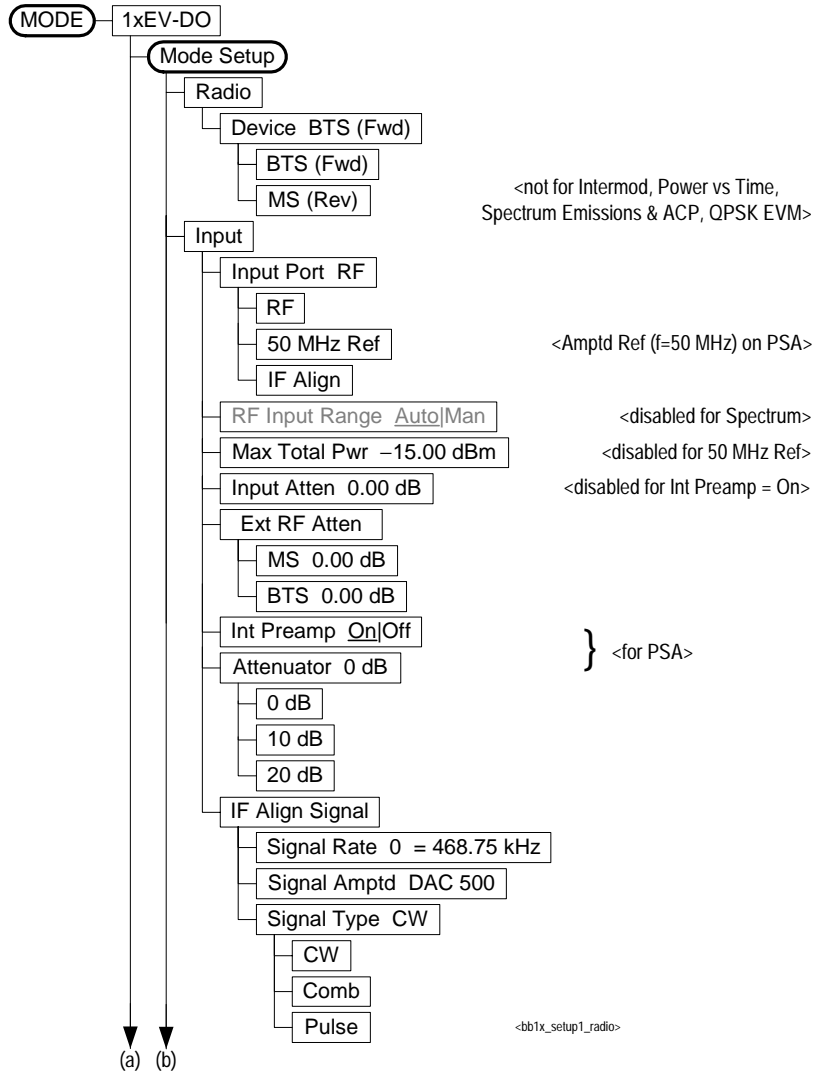 MODE 1xEV-DO
Mode Setup
Radio
Device BTS (Fwd)
BTS (Fwd)
MS (Rev)
<not for Intermod, Power vs Time,
Spectrum Emissions & ACP, QPSK EVM>
Input
Input Port RF
RF
50 MHz Ref <Amptd Ref (f=50 MHz) on PSA>
IF Align
RF Input Range Auto|Man <disabled for Spectrum>
Max Total Pwr –15.00 dBm <disabled for 50 MHz Ref>
Input Atten 0.00 dB <disabled for Int Preamp = On>
Ext RF Atten
MS 0.00 dB
BTS 0.00 dB
Int Preamp On|Off
} <for PSA>
Attenuator 0 dB
0 dB
10 dB
20 dB
IF Align Signal
Signal Rate 0 = 468.75 kHz
Signal Amptd DAC 500
Signal Type CW
CW
Comb
Pulse <bb1x_setup1_radio>
(a) (b)